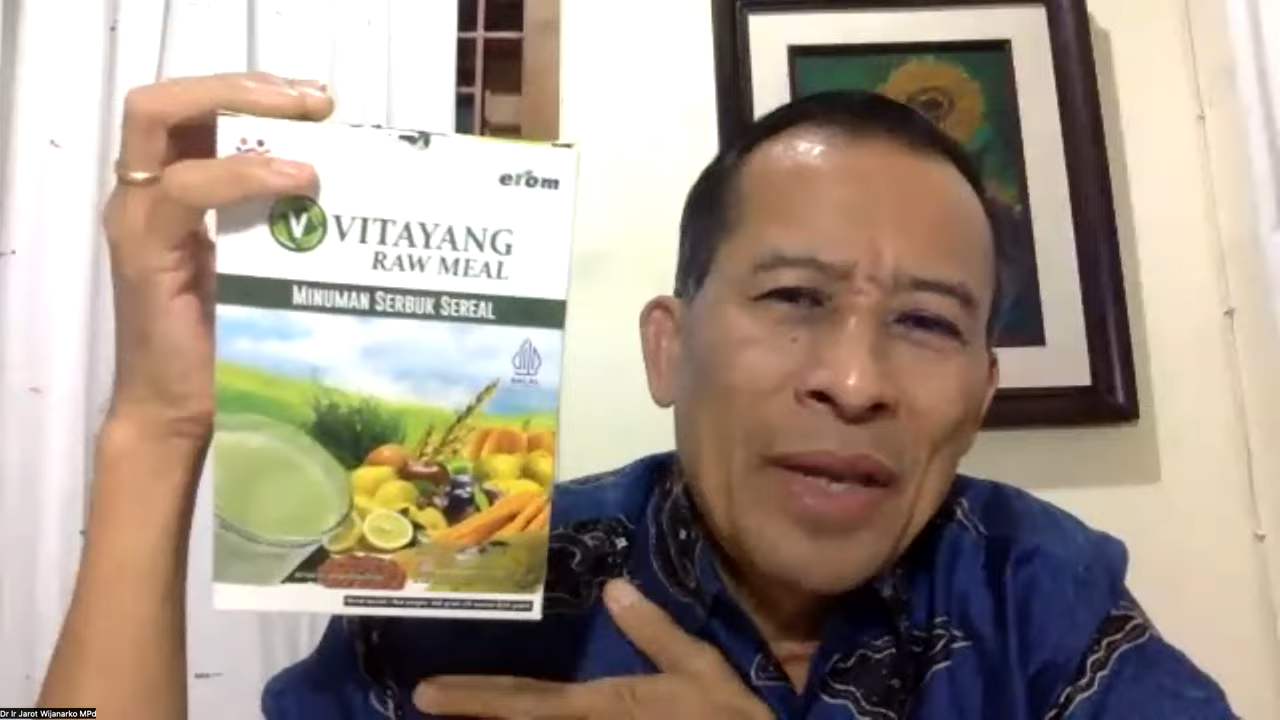 erom
V VITAYANG
RAW MEAL
MINUMAN SERBUK SEREAL
HALAL
Dr Ir Jarot Wijanarko MPd